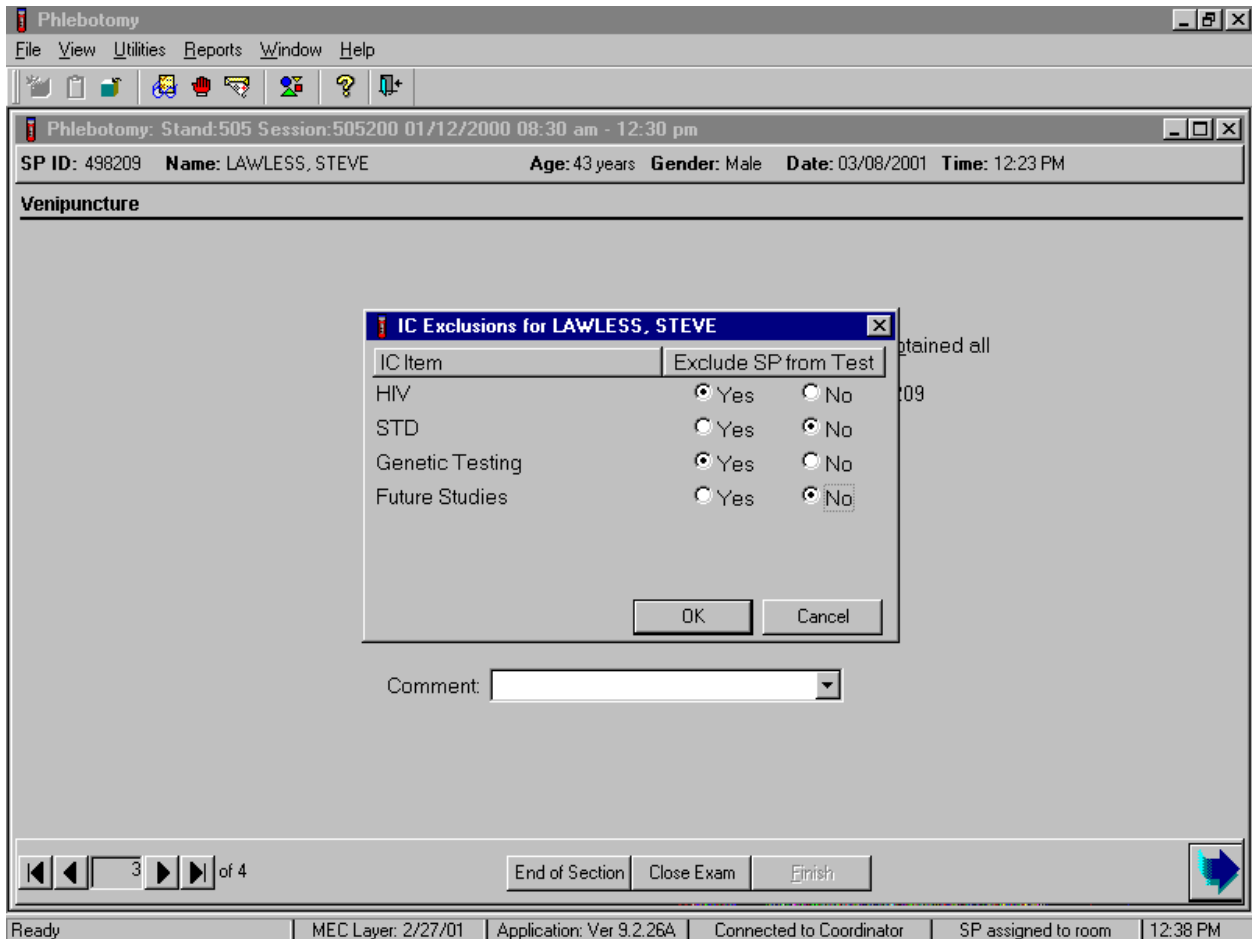 Phlebotomy
File View Utilities Reports Window Help
Phlebotomy: Stand:505 Session:505200 01/12/2000 08:30 am - 12:30 pm
SP ID: 498209 Name: LAWLESS, STEVE Age: 43 years Gender: Male Date: 03/08/2001 Time: 12:23 PM
Venipuncture
IC Exclusions for LAWLESS, STEVE
IC Item Exclude SP from Test
HIV Yes No
STD Yes No
Genetic Testing Yes No
Future Studies Yes No
OK Cancel
btained all
209
Comment:
3 of 4 End of Section Close Exam Finish
Ready MEC Layer: 2/27/01 Application: Ver 9.2.26A Connected to Coordinator SP assigned to room 12:38 PM